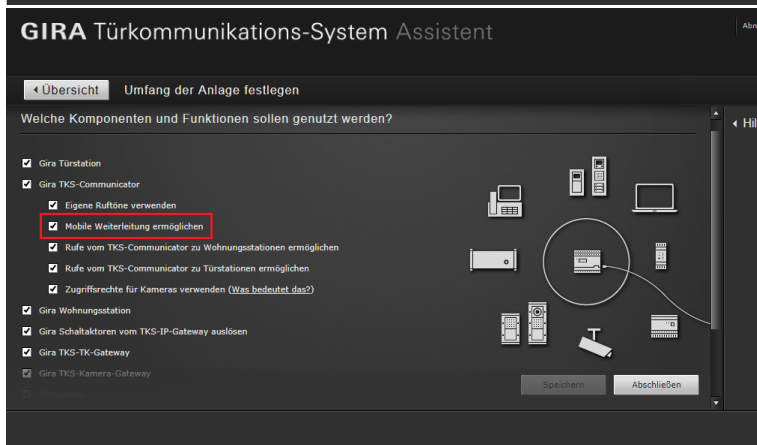 GIRA Türkommunikations-System Assistent
Übersicht
Umfang der Anlage festlegen
Welche Komponenten und Funktionen sollen genutzt werden?
Gira Türstation
Gira TKS-Communicator
Eigene Ruftöne verwenden
Mobile Weiterleitung ermöglichen
Rufe vom TKS-Communicator zu Wohnungsstationen ermöglichen
Rufe vom TKS-Communicator zu Türstationen ermöglichen
Zugriffsrechte für Kameras verwenden (Was bedeutet das?)
Gira Wohnungsstation
Gira Schaltaktoren vom TKS-IP-Gateway auslösen
Gira TKS-TK-Gateway
Gira TKS-Kamera-Gateway
Speichern
Abschließen